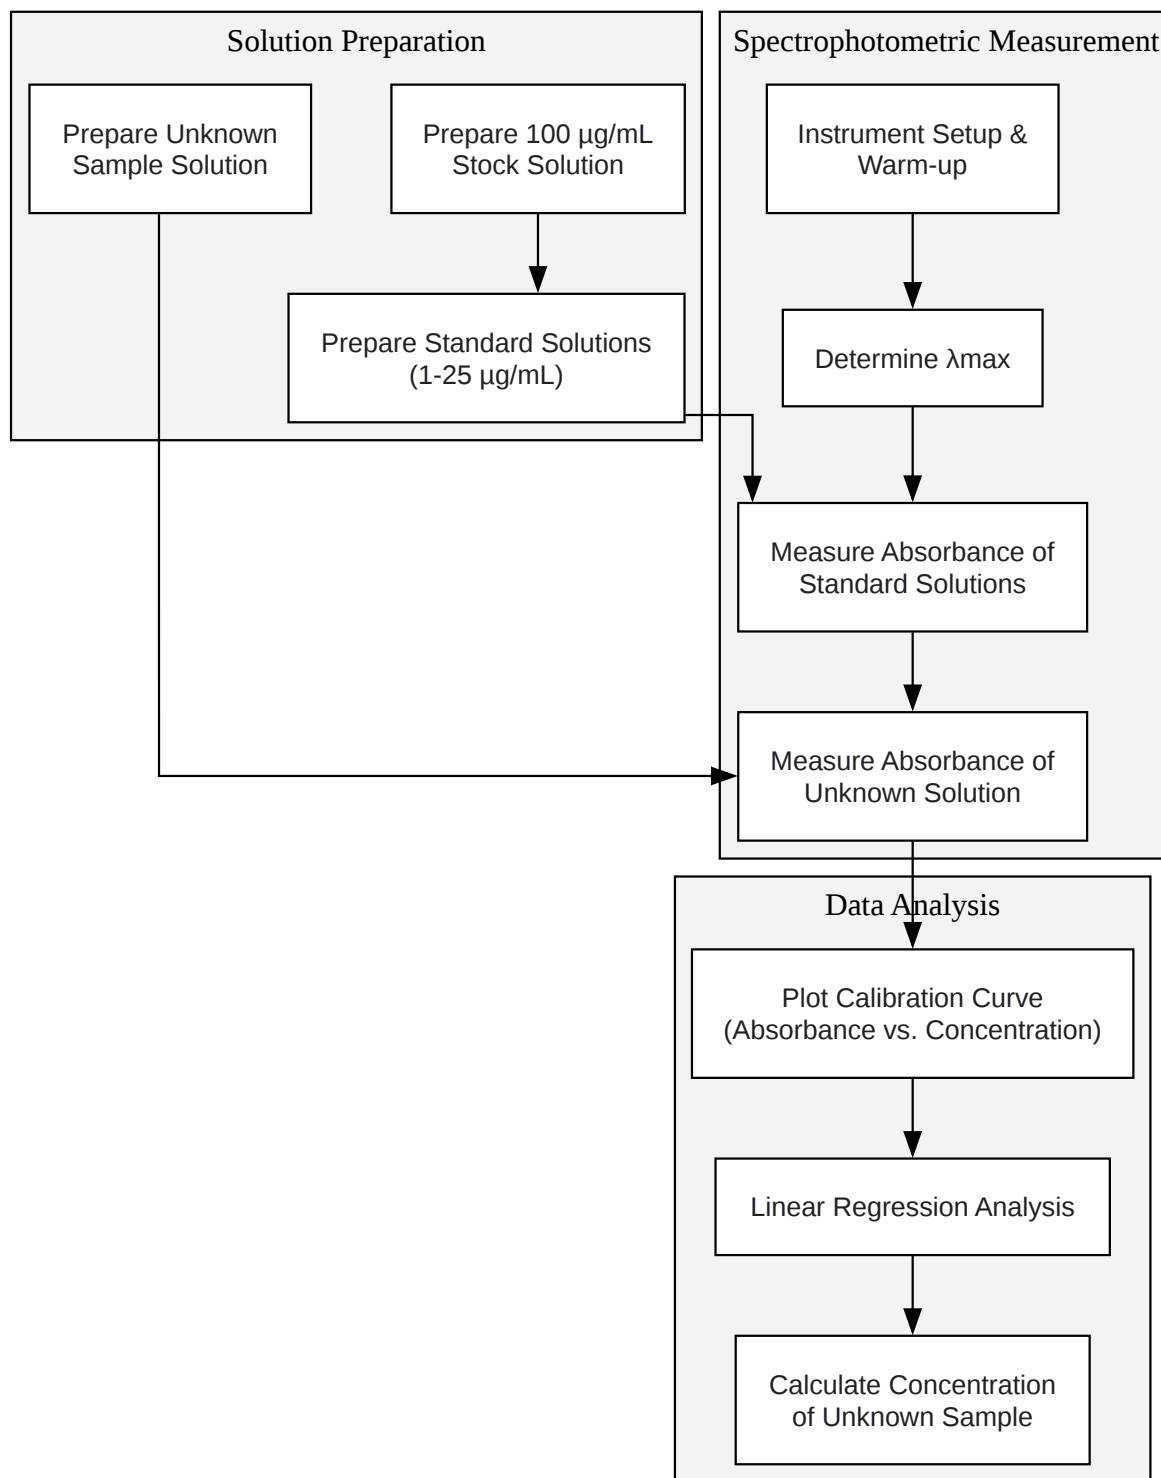 Solution Preparation
Prepare Unknown
Sample Solution
Prepare 100 µg/mL
Stock Solution
Prepare Standard Solutions
(1-25 µg/mL)
Spectrophotometric Measurement
Instrument Setup &
Warm-up
Determine λmax
Measure Absorbance of
Standard Solutions
Measure Absorbance of
Unknown Solution
Data Analysis
Plot Calibration Curve
(Absorbance vs. Concentration)
Linear Regression Analysis
Calculate Concentration
of Unknown Sample